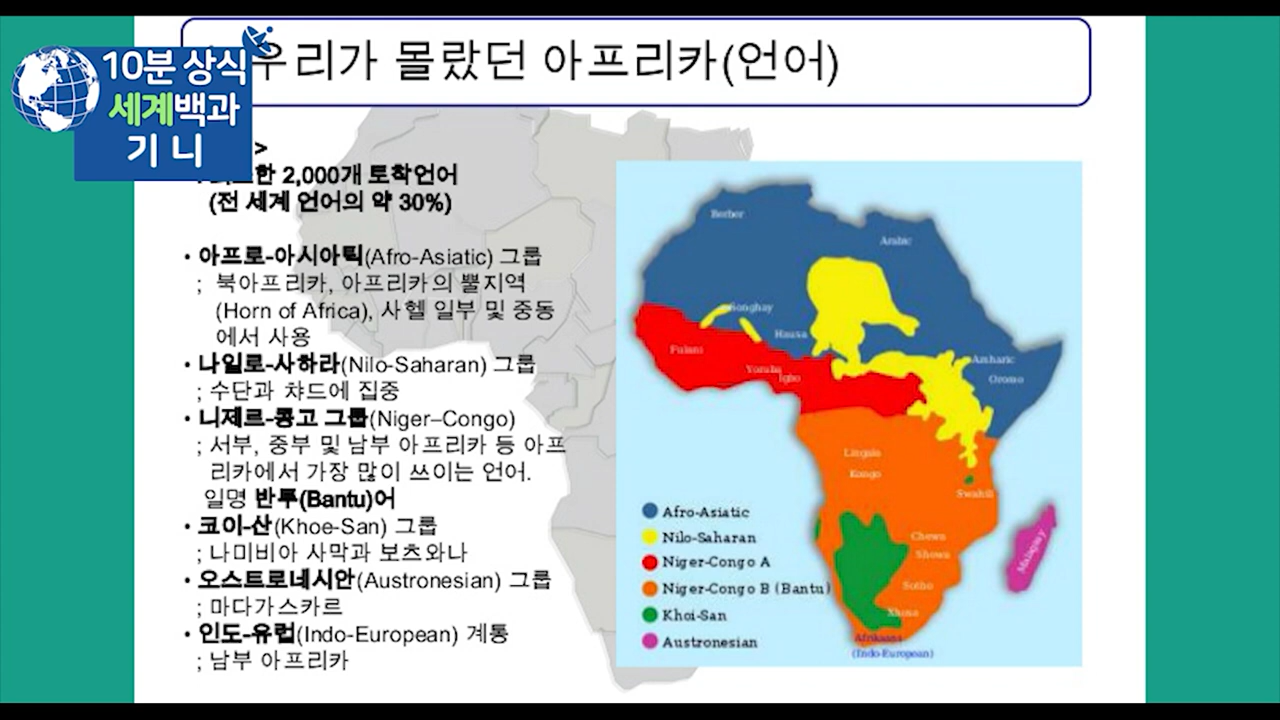 10분 상식
세계백과
기니
우리가 몰랐던 아프리카(언어)
>
한 2,000개 토착언어
(전 세계 언어의 약 30%)
• 아프로-아시아틱(Afro-Asiatic) 그룹
; 북아프리카, 아프리카의 뿔지역
(Horn of Africa), 사헬 일부 및 중동
에서 사용
• 나일로-사하라(Nilo-Saharan) 그룹
; 수단과 챠드에 집중
• 니제르-콩고 그룹(Niger–Congo)
; 서부, 중부 및 남부 아프리카 등 아프
리카에서 가장 많이 쓰이는 언어.
일명 반투(Bantu)어
• 코이-산(Khoe-San) 그룹
; 나미비아 사막과 보츠와나
• 오스트로네시안(Austronesian) 그룹
; 마다가스카르
• 인도-유럽(Indo-European) 계통
; 남부 아프리카
Berber
Arabic
Songhay
Hausa
Fulani
Yoruba
Igbo
Amharic
Oromo
Lingala
Kongo
Swahili
Chewa
Shona
Sotho
Xhosa
Malagasy
Afrikaans
(Indo-European)
Afro-Asiatic
Nilo-Saharan
Niger-Congo A
Niger-Congo B (Bantu)
Khoi-San
Austronesian